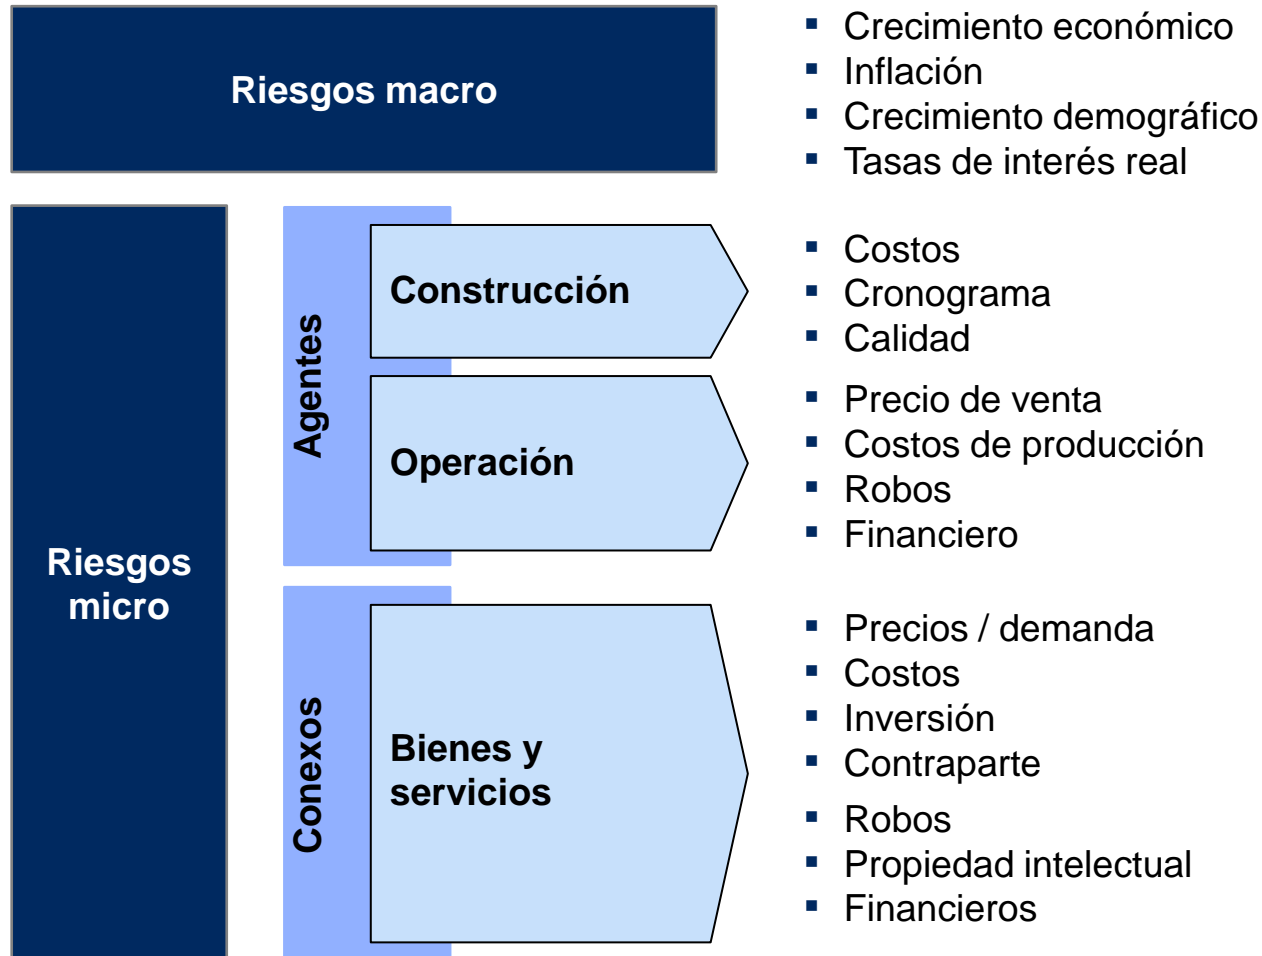 Riesgos macro
▪ Crecimiento económico
▪ Inflación
▪ Crecimiento demográfico
▪ Tasas de interés real
Riesgos
micro
Agentes
Construcción
▪ Costos
▪ Cronograma
▪ Calidad
Operación
▪ Precio de venta
▪ Costos de producción
▪ Robos
▪ Financiero
Conexos
Bienes y
servicios
▪ Precios / demanda
▪ Costos
▪ Inversión
▪ Contraparte
▪ Robos
▪ Propiedad intelectual
▪ Financieros